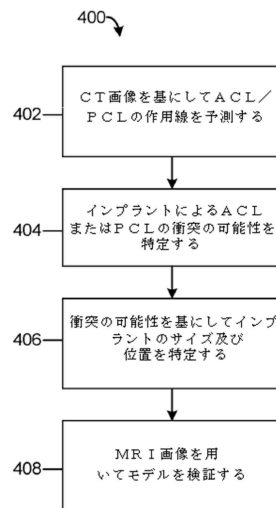 400
402
CT画像を基にしてACL/
PCLの作用線を予測する
404
インプラントによるACL
またはPCLの衝突の可能性を
特定する
406
衝突の可能性を基にしてインプ
ラントのサイズ及び
位置を特定する
408
MRI画像を用
いてモデルを検証する